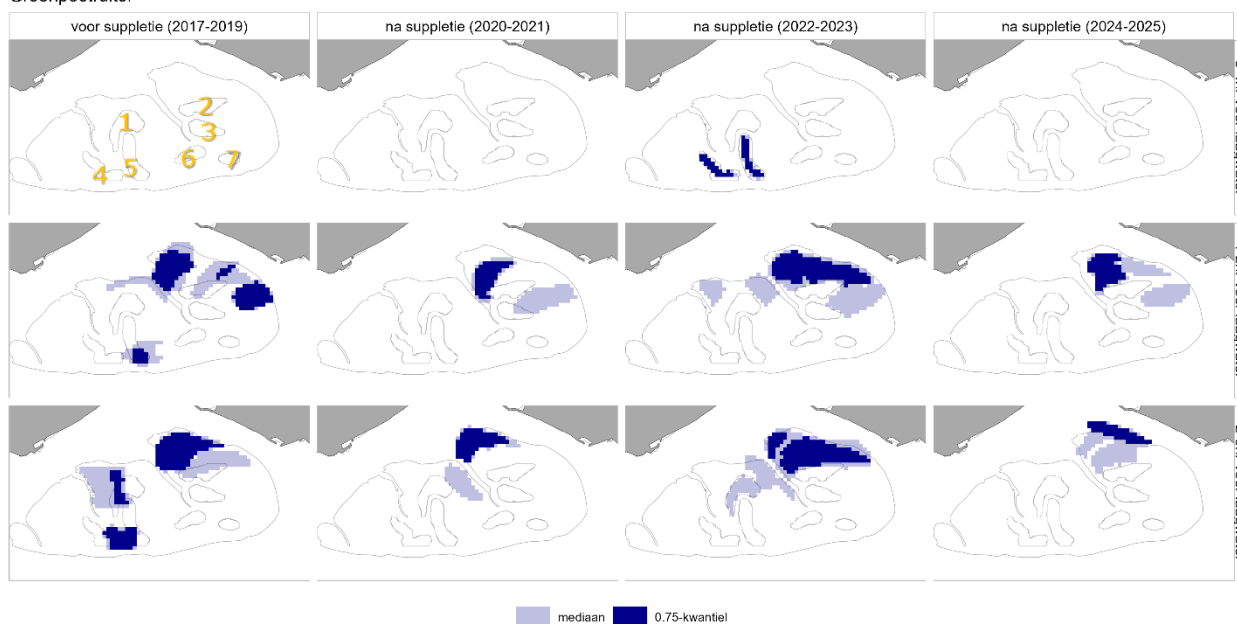 voor suppletie (2017-2019)
na suppletie (2020-2021)
na suppletie (2022-2023)
na suppletie (2024-2025)
1
2
3
4
5
6
7
mediaan
0.75-kwantiel